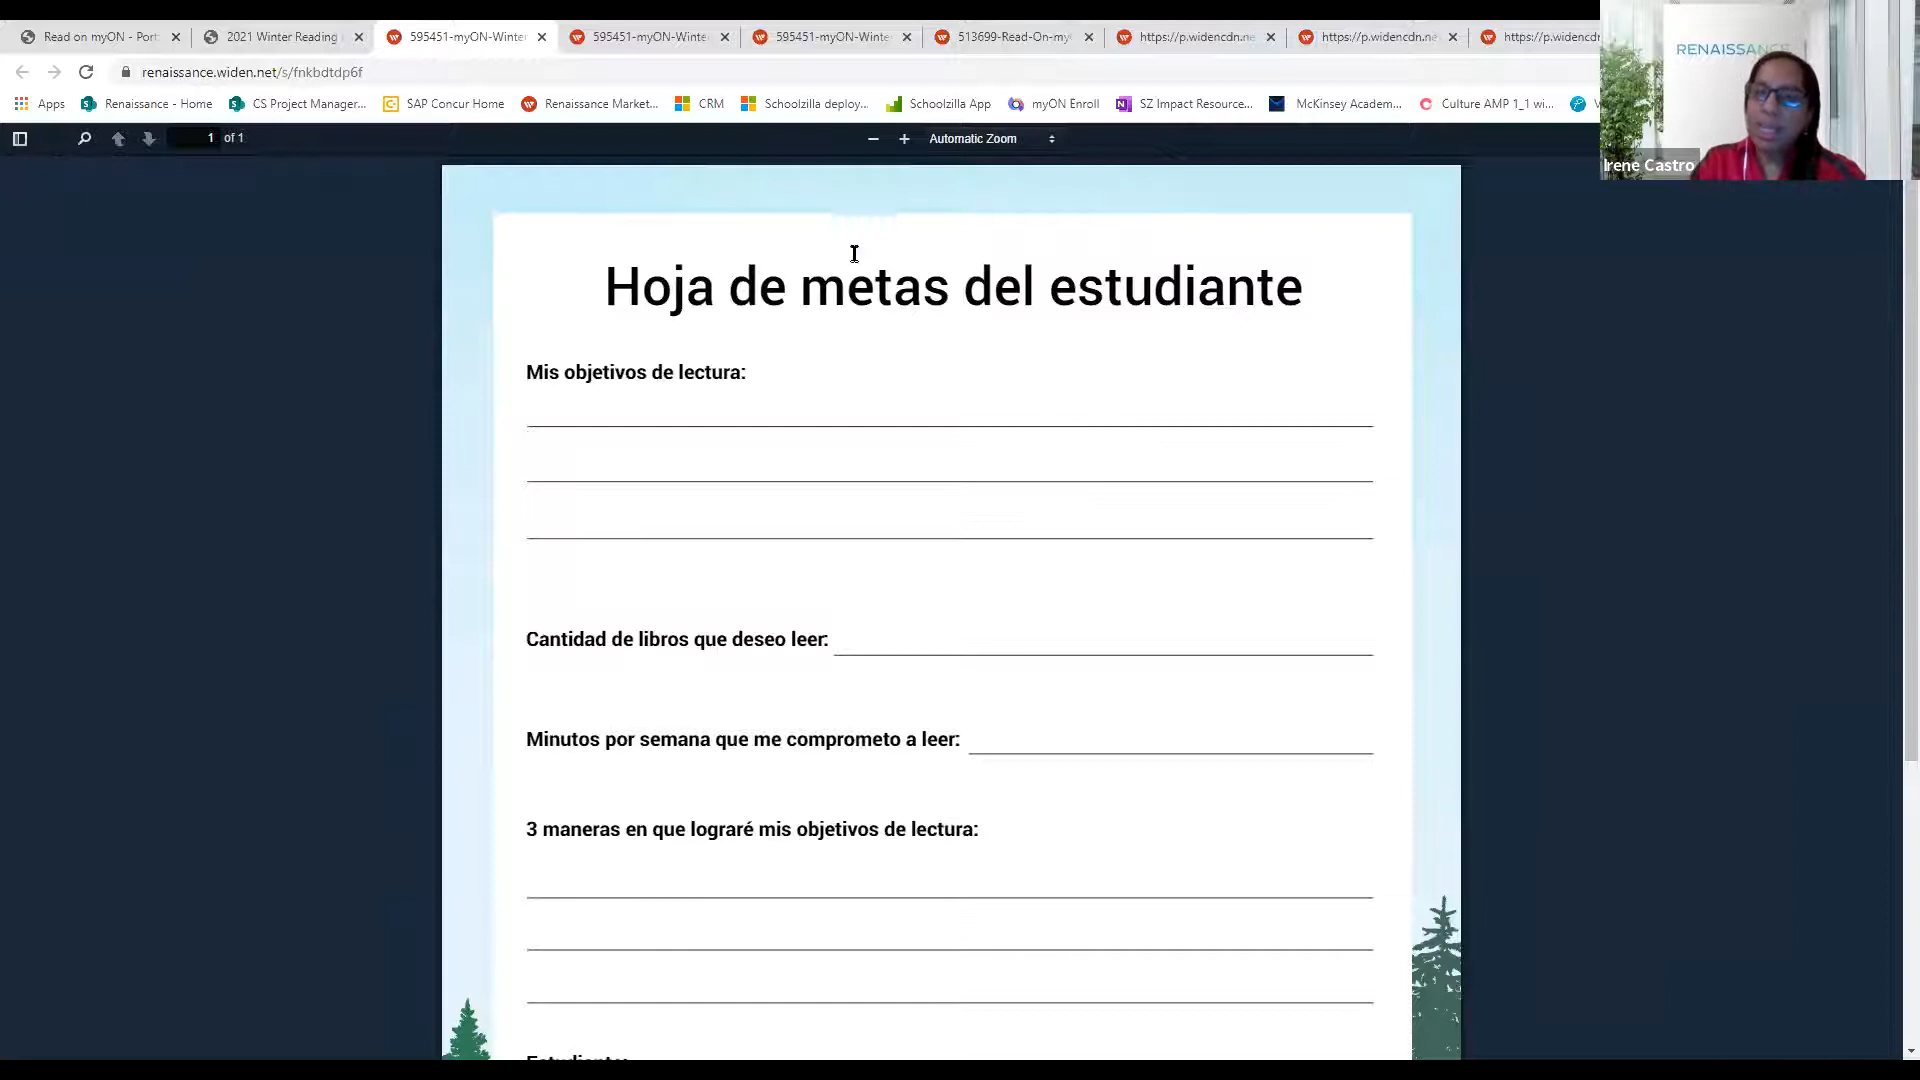 Read on myON - Port
2021 Winter Reading
595451-myON-Winter
595451-myON-Winte
595451-myON-Winte
513699-Read-On-my
https://p.widencdn.ne
https://p.widencdn.ne
https://p.widencdn
renaissance.widen.net/s/fnkbdtdp6f
Apps
Renaissance - Home
CS Project Manager...
SAP Concur Home
Renaissance Market...
CRM
Schoolzilla deploy...
Schoolzilla App
myON Enroll
SZ Impact Resource...
McKinsey Academ...
Culture AMP 1_1 wi...
1 of 1
Automatic Zoom
RENAISSANCE
Irene Castro
Hoja de metas del estudiante
Mis objetivos de lectura:
Cantidad de libros que deseo leer:
Minutos por semana que me comprometo a leer:
3 maneras en que lograré mis objetivos de lectura: